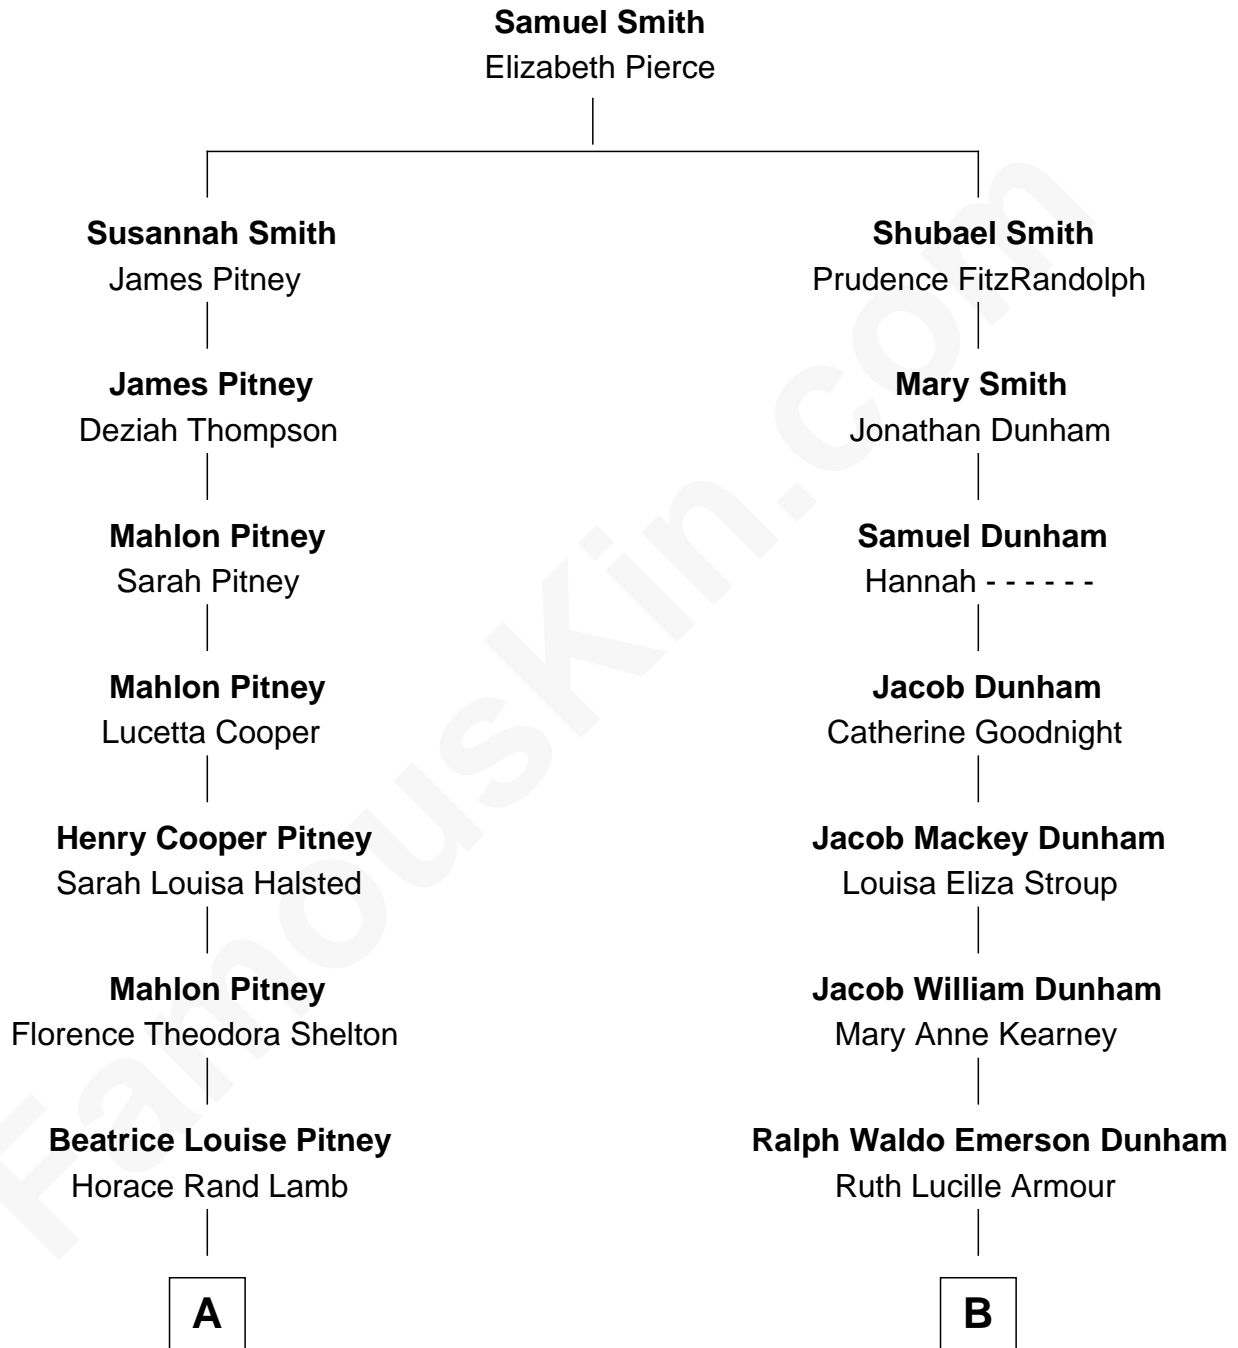 Samuel Smith
Elizabeth Pierce
Susannah Smith
James Pitney
Shubael Smith
Prudence FitzRandolph
James Pitney
Deziah Thompson
Mary Smith
Jonathan Dunham
Mahlon Pitney
Sarah Pitney
Samuel Dunham
Hannah - - - - - -
Mahlon Pitney
Lucetta Cooper
Jacob Dunham
Catherine Goodnight
Henry Cooper Pitney
Sarah Louisa Halsted
Jacob Mackey Dunham
Louisa Eliza Stroup
Mahlon Pitney
Florence Theodora Shelton
Jacob William Dunham
Mary Anne Kearney
Beatrice Louise Pitney
Horace Rand Lamb
Ralph Waldo Emerson Dunham
Ruth Lucille Armour
A
B
FamousKin.com